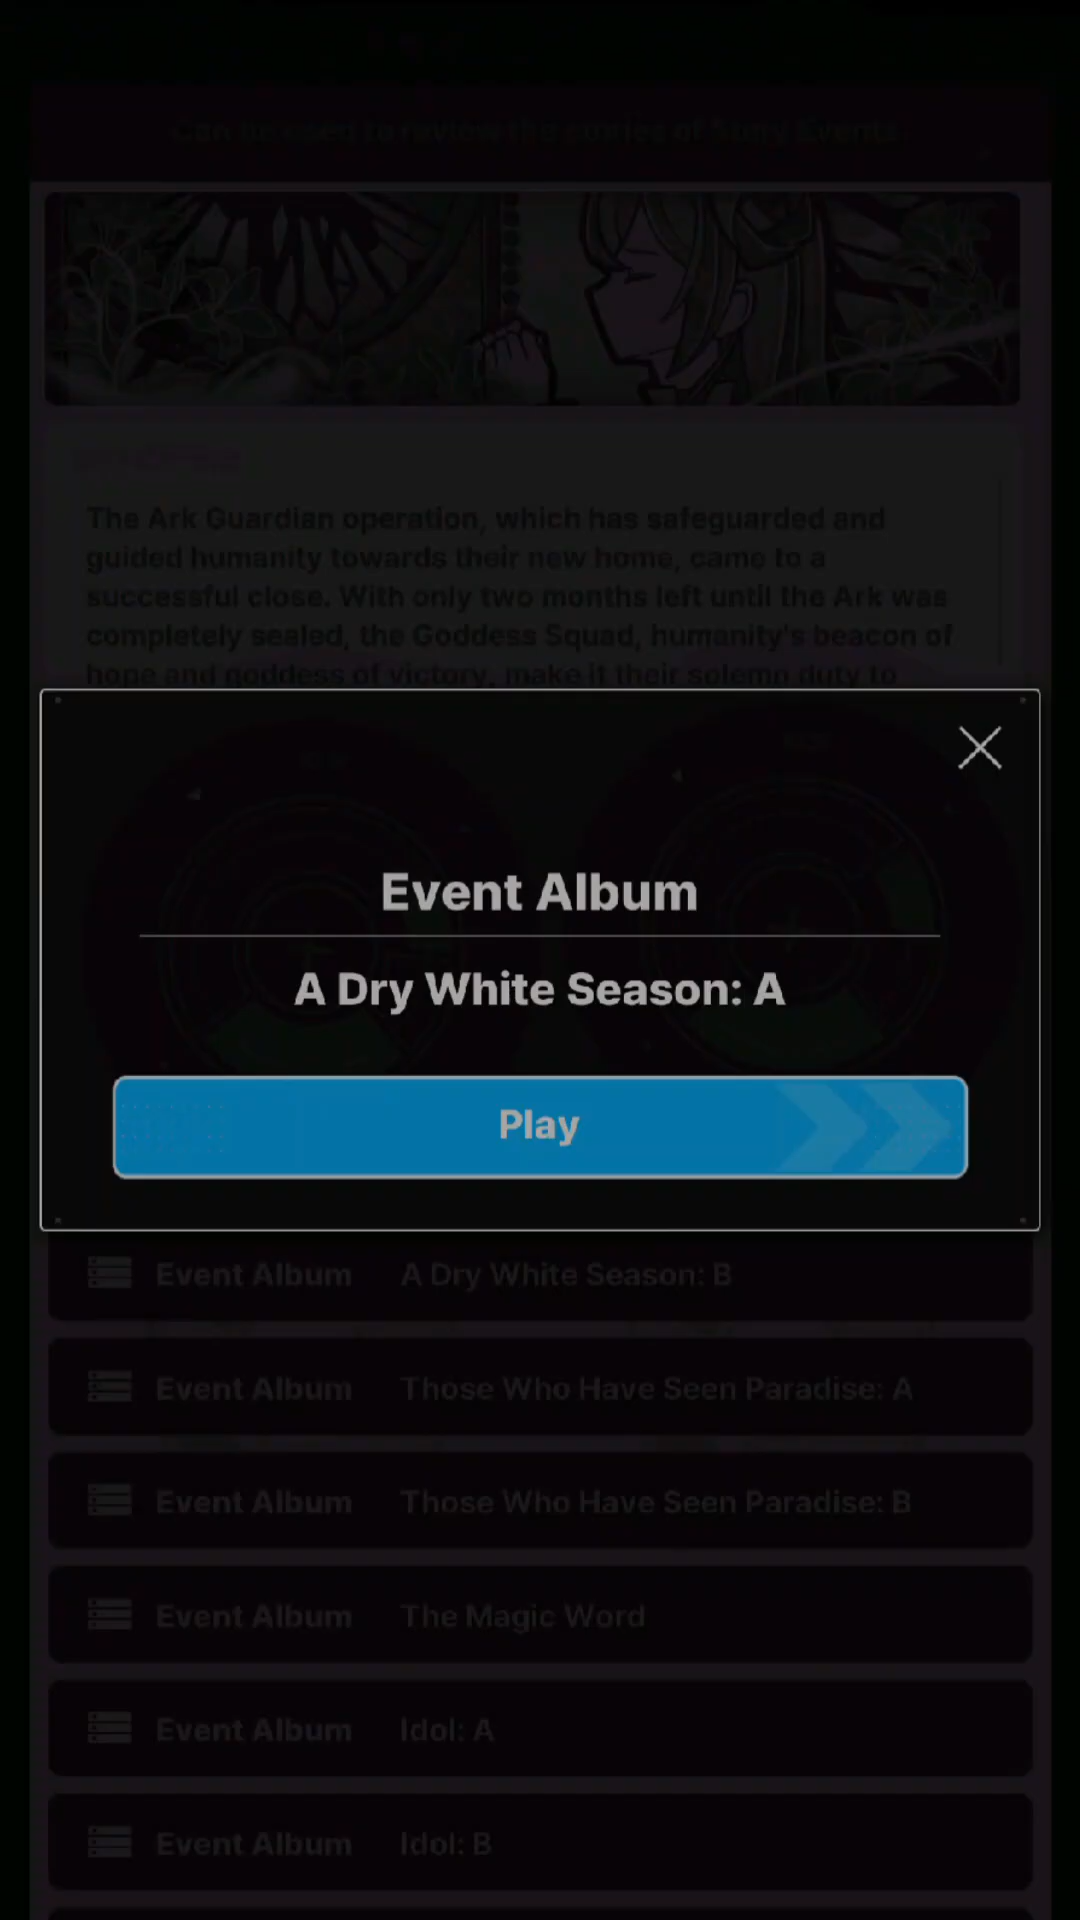 Can be used to review the stories of Story Events.
The Ark Guardian operation, which has safeguarded and
guided humanity towards their new home, came to a
successful close. With only two months left until the Ark was
completely sealed, the Goddess Squad, humanity's beacon of
hope and goddess of victory, make it their solemn duty to
Event Album
A Dry White Season: A
Play
Event Album A Dry White Season: B
Event Album Those Who Have Seen Paradise: A
Event Album Those Who Have Seen Paradise: B
Event Album The Magic Word
Event Album Idol: A
Event Album Idol: B